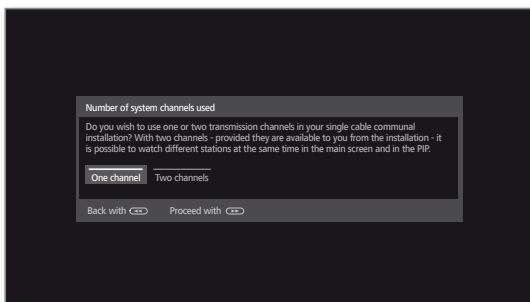 Number of system channels used
Do you wish to use one or two transmission channels in your single cable communal
installation? With two channels - provided they are available to you from the installation - it
is possible to watch different stations at the same time in the main screen and in the PIP.
One channel Two channels
Back with Proceed with